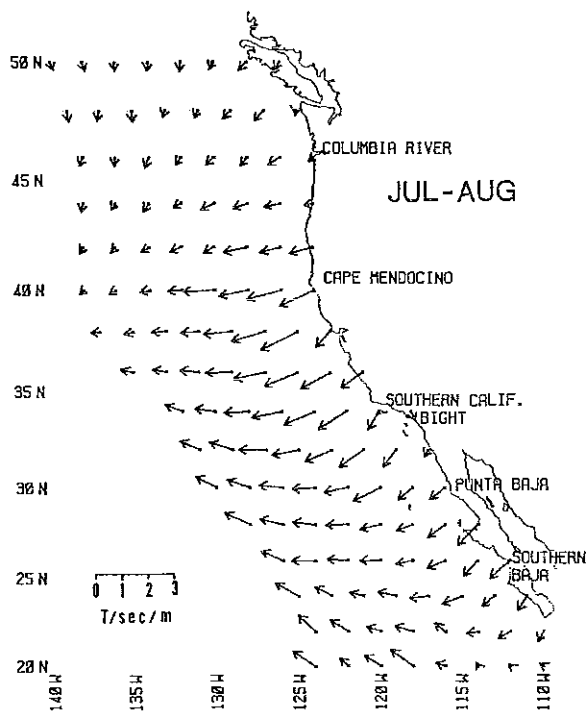 50 N
COLUMBIA RIVER
45 N
JUL-AUG
CAPE MENDOCINO
40 N
35 N
SOUTHERN CALIF.
BIGHT
PUNTA BAJA
30 N
SOUTHERN
BAJA
25 N
0 1 2 3
T/sec/m
20 N
140 W
135 W
130 W
125 W
120 W
115 W
110 W